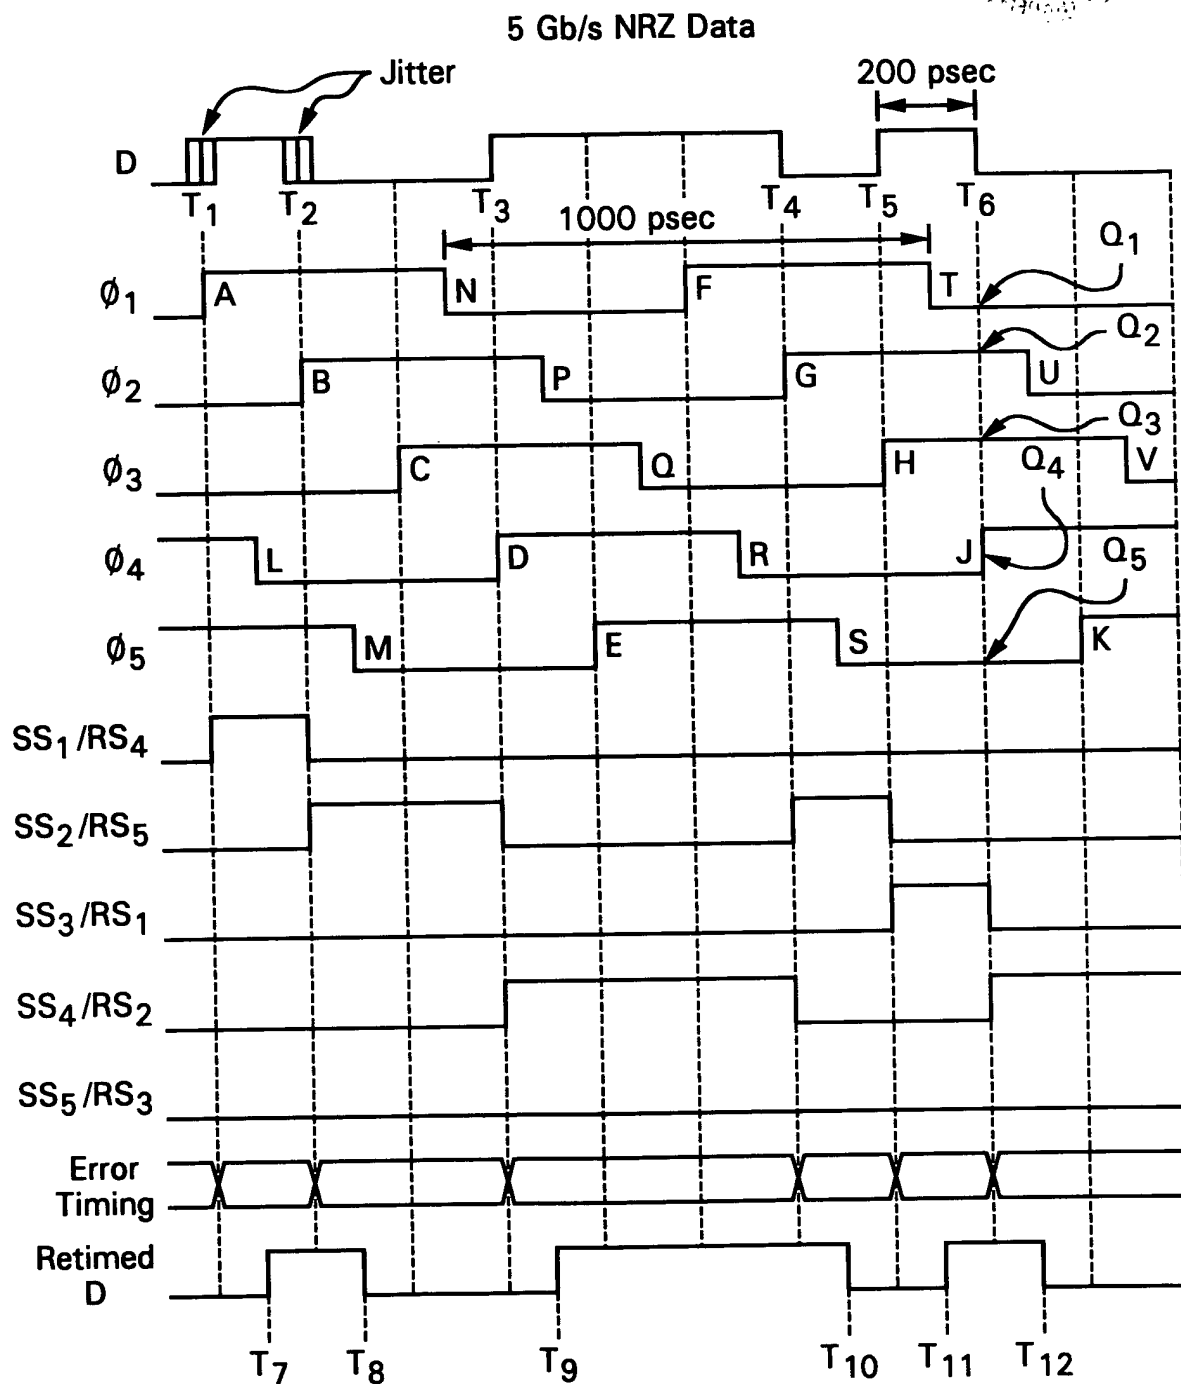 5 Gb/s NRZ Data
Jitter
200 psec
D
T1 T2 T3 T4 T5 T6
1000 psec
Q1
ø1 A N F T
Q2
ø2 B P G U
Q3
ø3 C Q H V
Q4
ø4 L D R J
Q5
ø5 M E S K
SS1/RS4
SS2/RS5
SS3/RS1
SS4/RS2
SS5/RS3
Error
Timing
Retimed
D
T7 T8 T9 T10 T11 T12